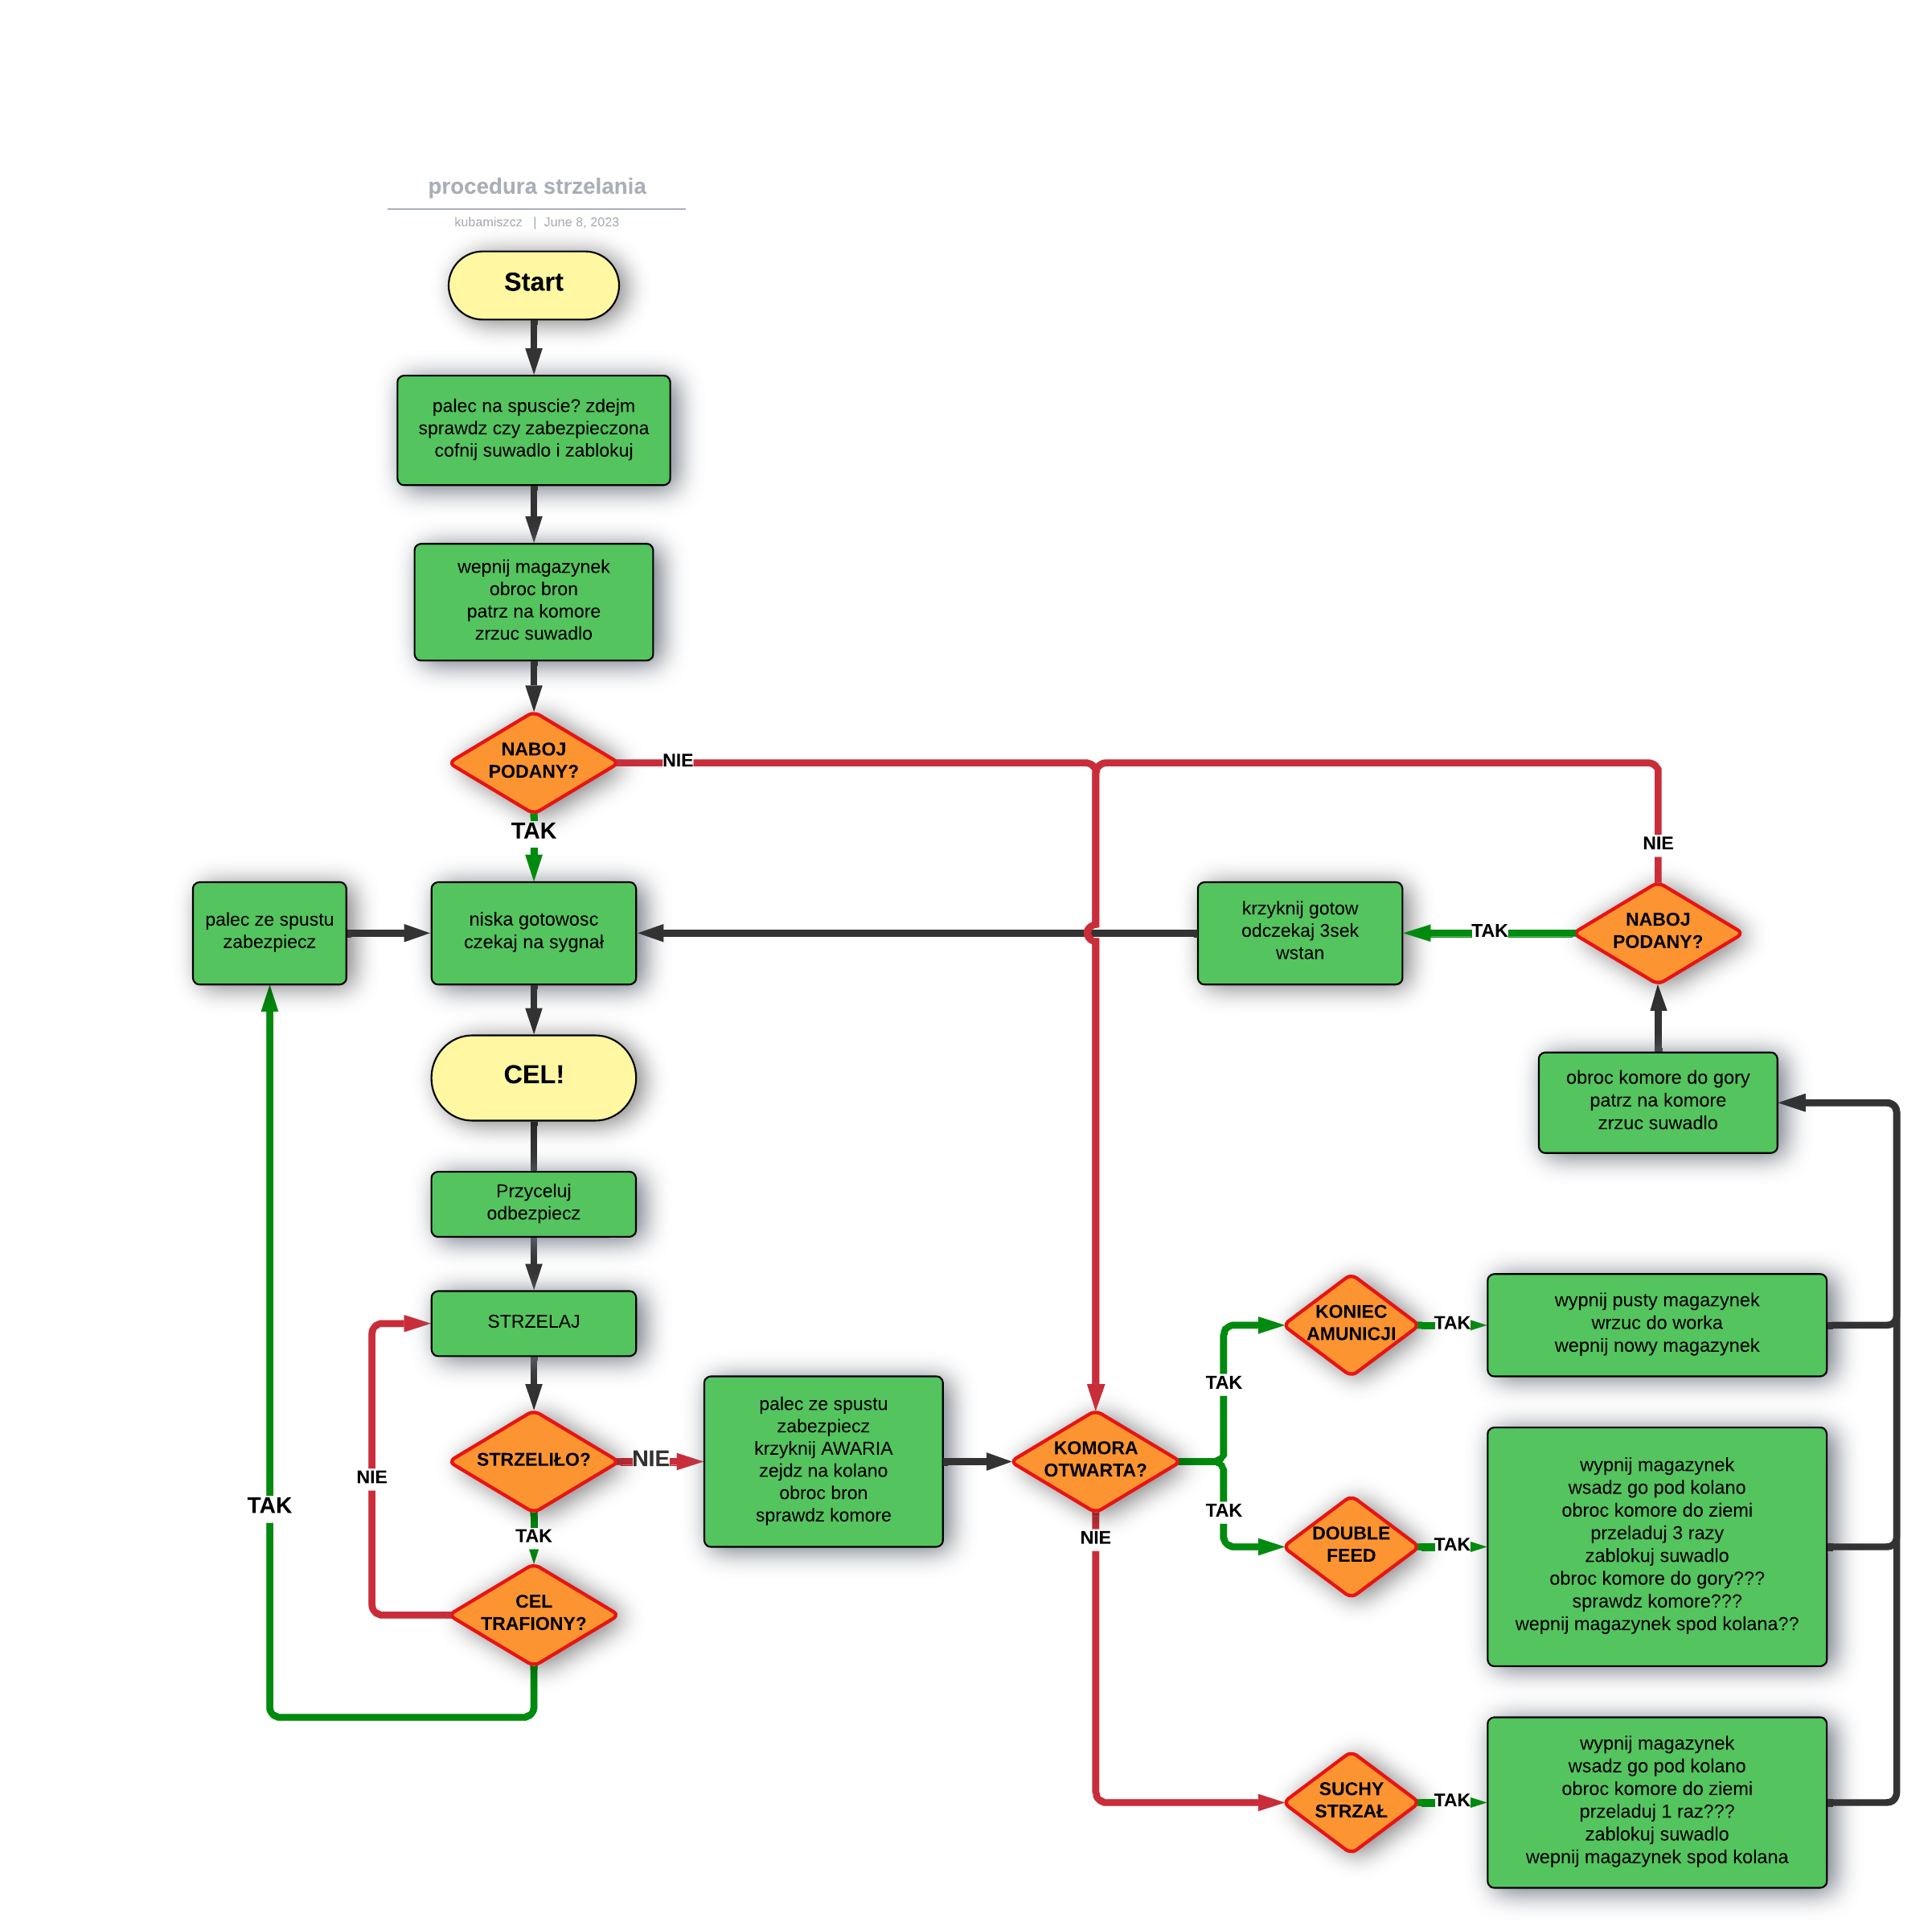 procedura strzelania
kubamiszcz | June 8, 2023
Start
palec na spuscie? zdejm
sprawdz czy zabezpieczona
cofnij suwadlo i zablokuj
wepnij magazynek
obroc bron
patrz na komore
zrzuc suwadlo
NABOJ
PODANY?
NIE
TAK
palec ze spustu
zabezpiecz
niska gotowosc
czekaj na sygnał
krzyknij gotow
odczekaj 3sek
wstan
TAK
NABOJ
PODANY?
NIE
CEL!
obroc komore do gory
patrz na komore
zrzuc suwadlo
Przyceluj
odbezpiecz
STRZELAJ
STRZELIŁO?
NIE
TAK
NIE
TAK
CEL
TRAFIONY?
palec ze spustu
zabezpiecz
krzyknij AWARIA
zejdz na kolano
obroc bron
sprawdz komore
KOMORA
OTWARTA?
TAK
TAK
NIE
KONIEC
AMUNICJI
TAK
wypnij pusty magazynek
wrzuc do worka
wepnij nowy magazynek
DOUBLE
FEED
TAK
wypnij magazynek
wsadz go pod kolano
obroc komore do ziemi
przeladuj 3 razy
zablokuj suwadlo
obroc komore do gory???
sprawdz komore???
wepnij magazynek spod kolana??
SUCHY
STRZAŁ
TAK
wypnij magazynek
wsadz go pod kolano
obroc komore do ziemi
przeladuj 1 raz???
zablokuj suwadlo
wepnij magazynek spod kolana